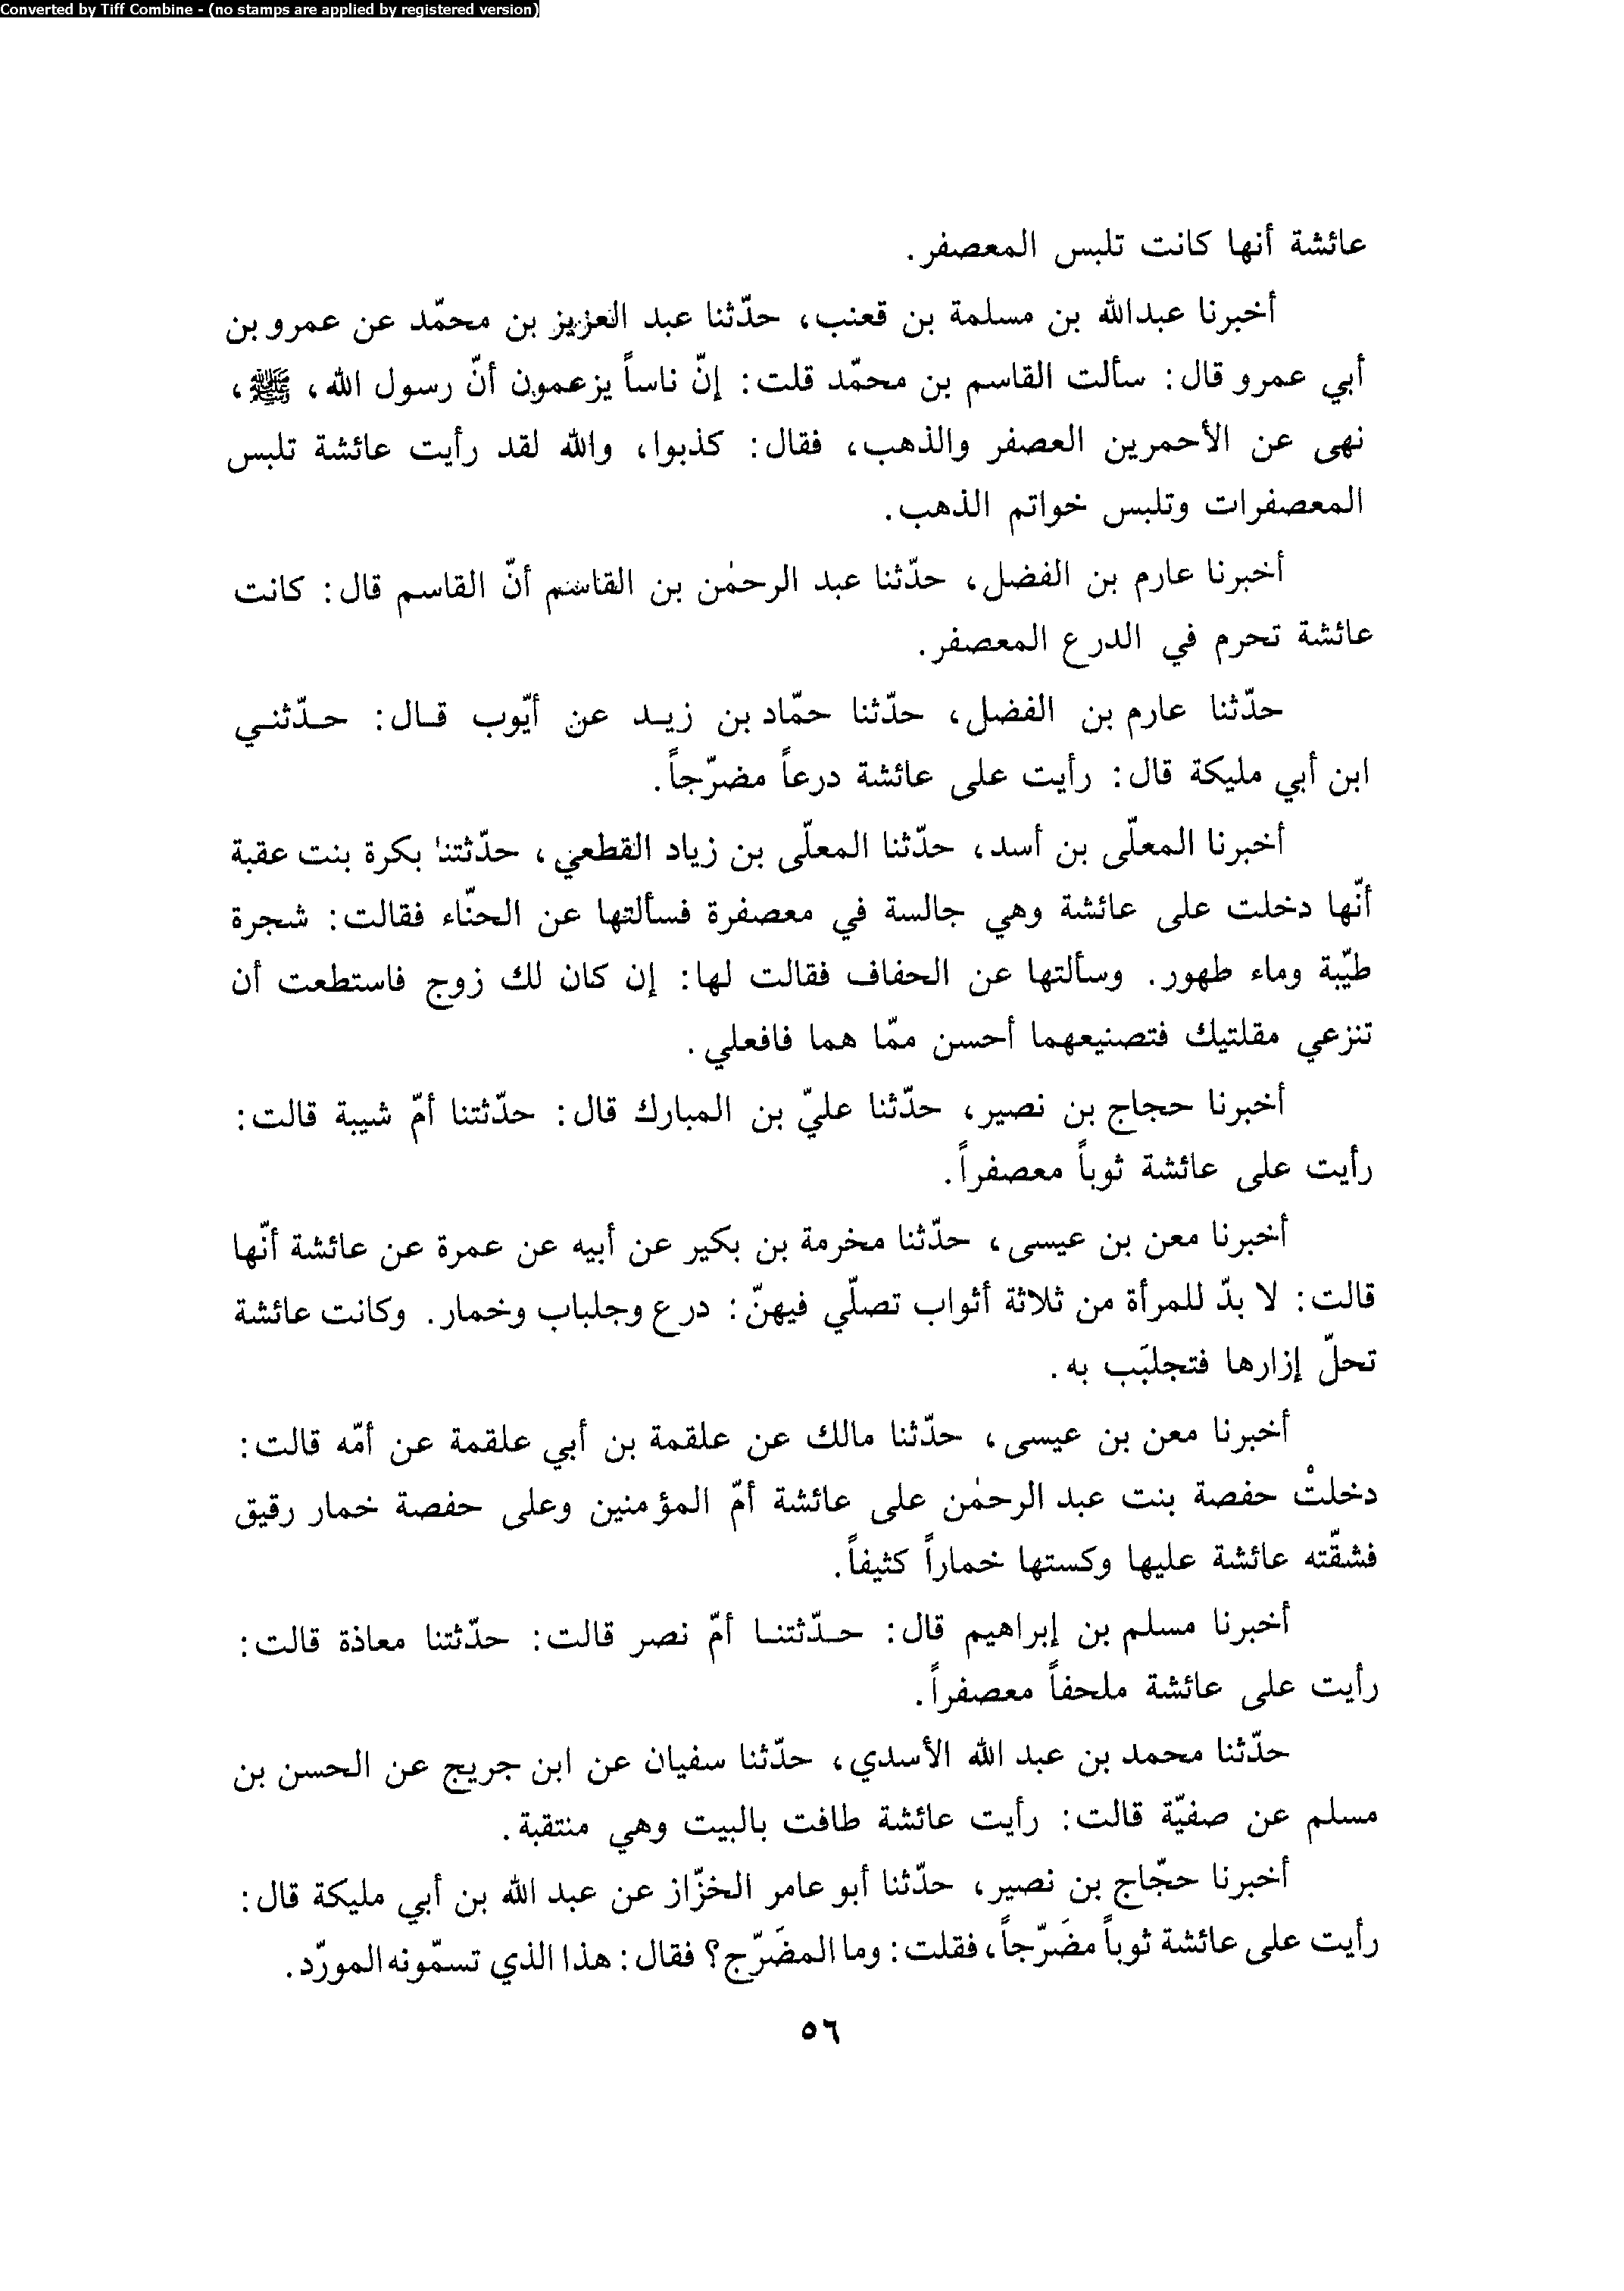 Converted by Tiff Combine - (no stamps are applied by registered version)
عائشة أنها كانت تلبس المعصفر.
أخبرنا عبدالله بن مسلمة بن قعنب، حدّثنا عبد العزيز بن محمّد عن عمرو بن
أبي عمرو قال: سألت القاسم بن محمّد قلت: إنّ ناساً يزعمون أنّ رسول الله، ﷺ،
نهى عن الأحمرين العصفر والذهب، فقال: كذبوا، والله لقد رأيت عائشة تلبس
المعصفرات وتلبس خواتم الذهب.
أخبرنا عارم بن الفضل، حدّثنا عبد الرحمٰن بن القاسم أنّ القاسم قال: كانت
عائشة تحرم في الدرع المعصفر.
حدّثنا عارم بن الفضل، حدّثنا حمّاد بن زيـد عن أيّوب قـال: حـدّثنـي
ابن أبي مليكة قال: رأيت على عائشة درعاً مضرّجاً.
أخبرنا المعلّى بن أسد، حدّثنا المعلّى بن زياد القطعي، حدّثتنا بكرة بنت عقبة
أنّها دخلت على عائشة وهي جالسة في معصفرة فسألتها عن الحنّاء فقالت: شجرة
طيّبة وماء طهور. وسألتها عن الحفاف فقالت لها: إن كان لك زوج فاستطعت أن
تنزعي مقلتيك فتصنيعهما أحسن ممّا هما فافعلي.
أخبرنا حجاج بن نصير، حدّثنا عليّ بن المبارك قال: حدّثتنا أمّ شيبة قالت:
رأيت على عائشة ثوباً معصفراً.
أخبرنا معن بن عيسى، حدّثنا مخرمة بن بكير عن أبيه عن عمرة عن عائشة أنّها
قالت: لا بدّ للمرأة من ثلاثة أثواب تصلّي فيهنّ: درع وجلباب وخمار. وكانت عائشة
تحلّ إزارها فتجلبَب به.
أخبرنا معن بن عيسى، حدّثنا مالك عن علقمة بن أبي علقمة عن أمّه قالت:
دخلتْ حفصة بنت عبد الرحمٰن على عائشة أمّ المؤمنين وعلى حفصة خمار رقيق
فشقّته عائشة عليها وكستها خماراً كثيفاً.
أخبرنا مسلم بن إبراهيم قال: حـدّثتنـا أمّ نصر قالت: حدّثتنا معاذة قالت:
رأيت على عائشة ملحفاً معصفراً.
حدّثنا محمد بن عبد الله الأسدي، حدّثنا سفيان عن ابن جريج عن الحسن بن
مسلم عن صفيّة قالت: رأيت عائشة طافت بالبيت وهي منتقبة.
أخبرنا حجّاج بن نصير، حدّثنا أبو عامر الخزّاز عن عبد الله بن أبي مليكة قال:
رأيت على عائشة ثوباً مضَرّجاً، فقلت: وما المضَرّج؟ فقال: هذا الذي تسمّونه المورّد.
٥٦